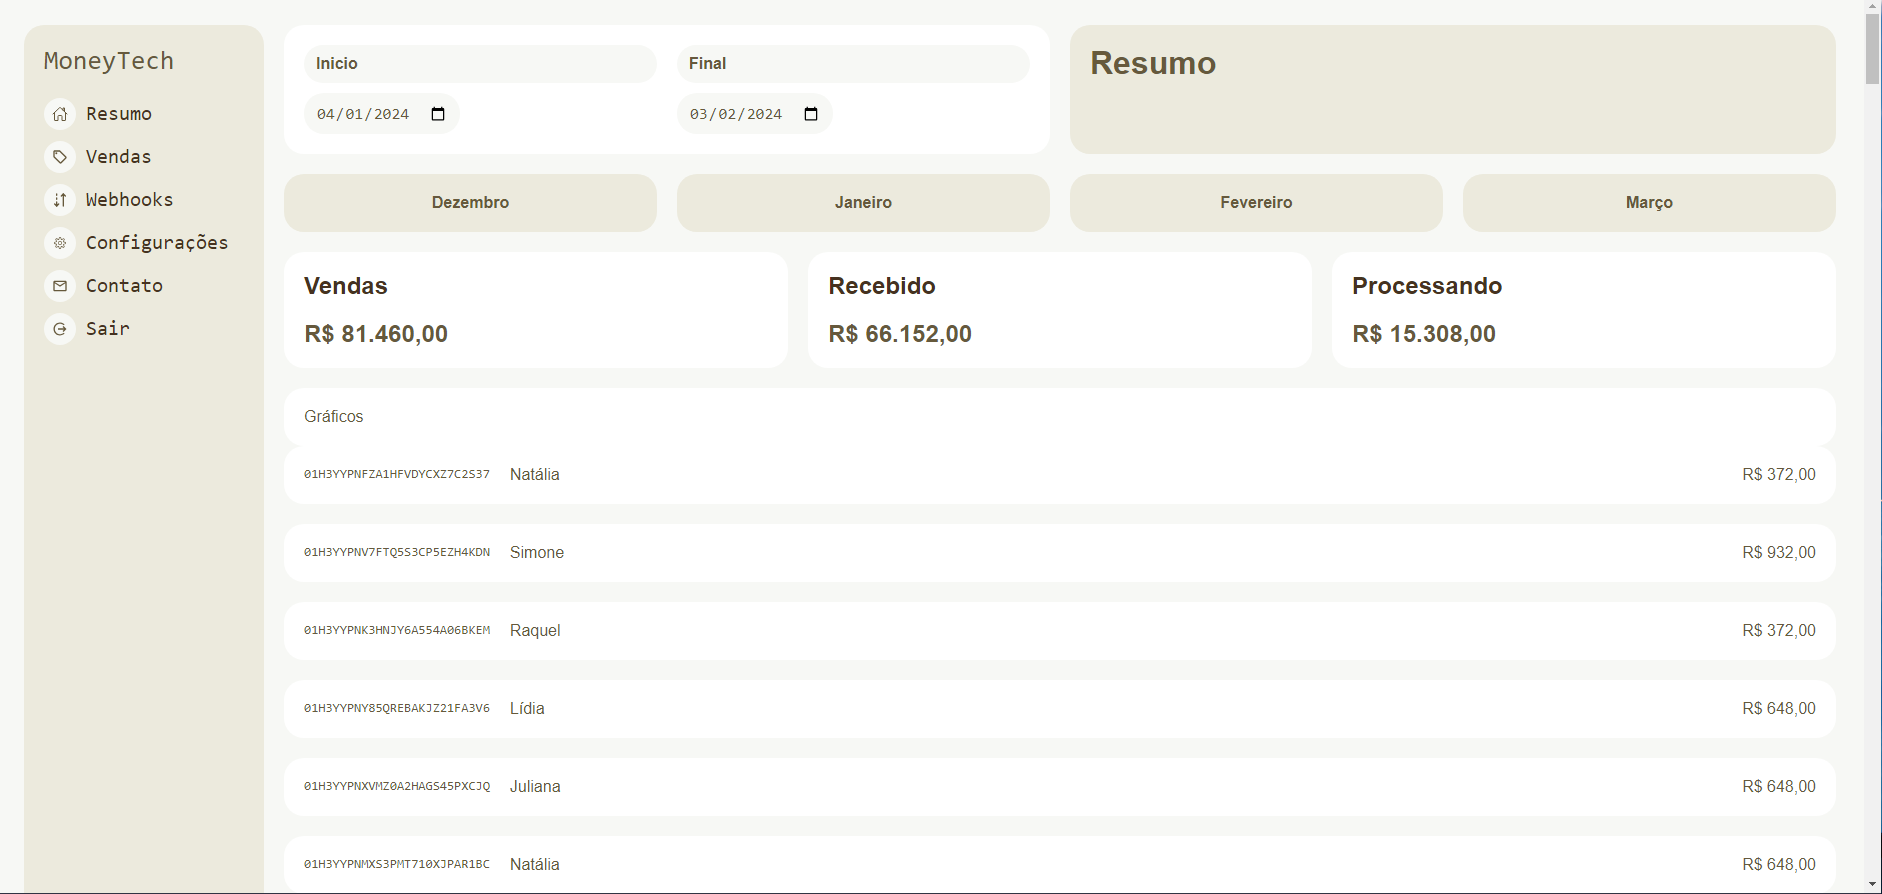 MoneyTech
Resumo
Vendas
Webhooks
Configurações
Contato
Sair
Inicio
04/01/2024
Final
03/02/2024
Resumo
Dezembro
Janeiro
Fevereiro
Março
Vendas
R$ 81.460,00
Recebido
R$ 66.152,00
Processando
R$ 15.308,00
Gráficos
01H3YYPNFZA1HFVDYCXZ7C2S37 Natália R$ 372,00
01H3YYPNV7FTQ5S3CP5EZH4KDN Simone R$ 932,00
01H3YYPNK3HNJY6A554A06BKEM Raquel R$ 372,00
01H3YYPNY85QREBAKJZ21FA3V6 Lídia R$ 648,00
01H3YYPNXVMZ0A2HAGS45PXCJQ Juliana R$ 648,00
01H3YYPNMXS3PMT710XJPAR1BC Natália R$ 648,00